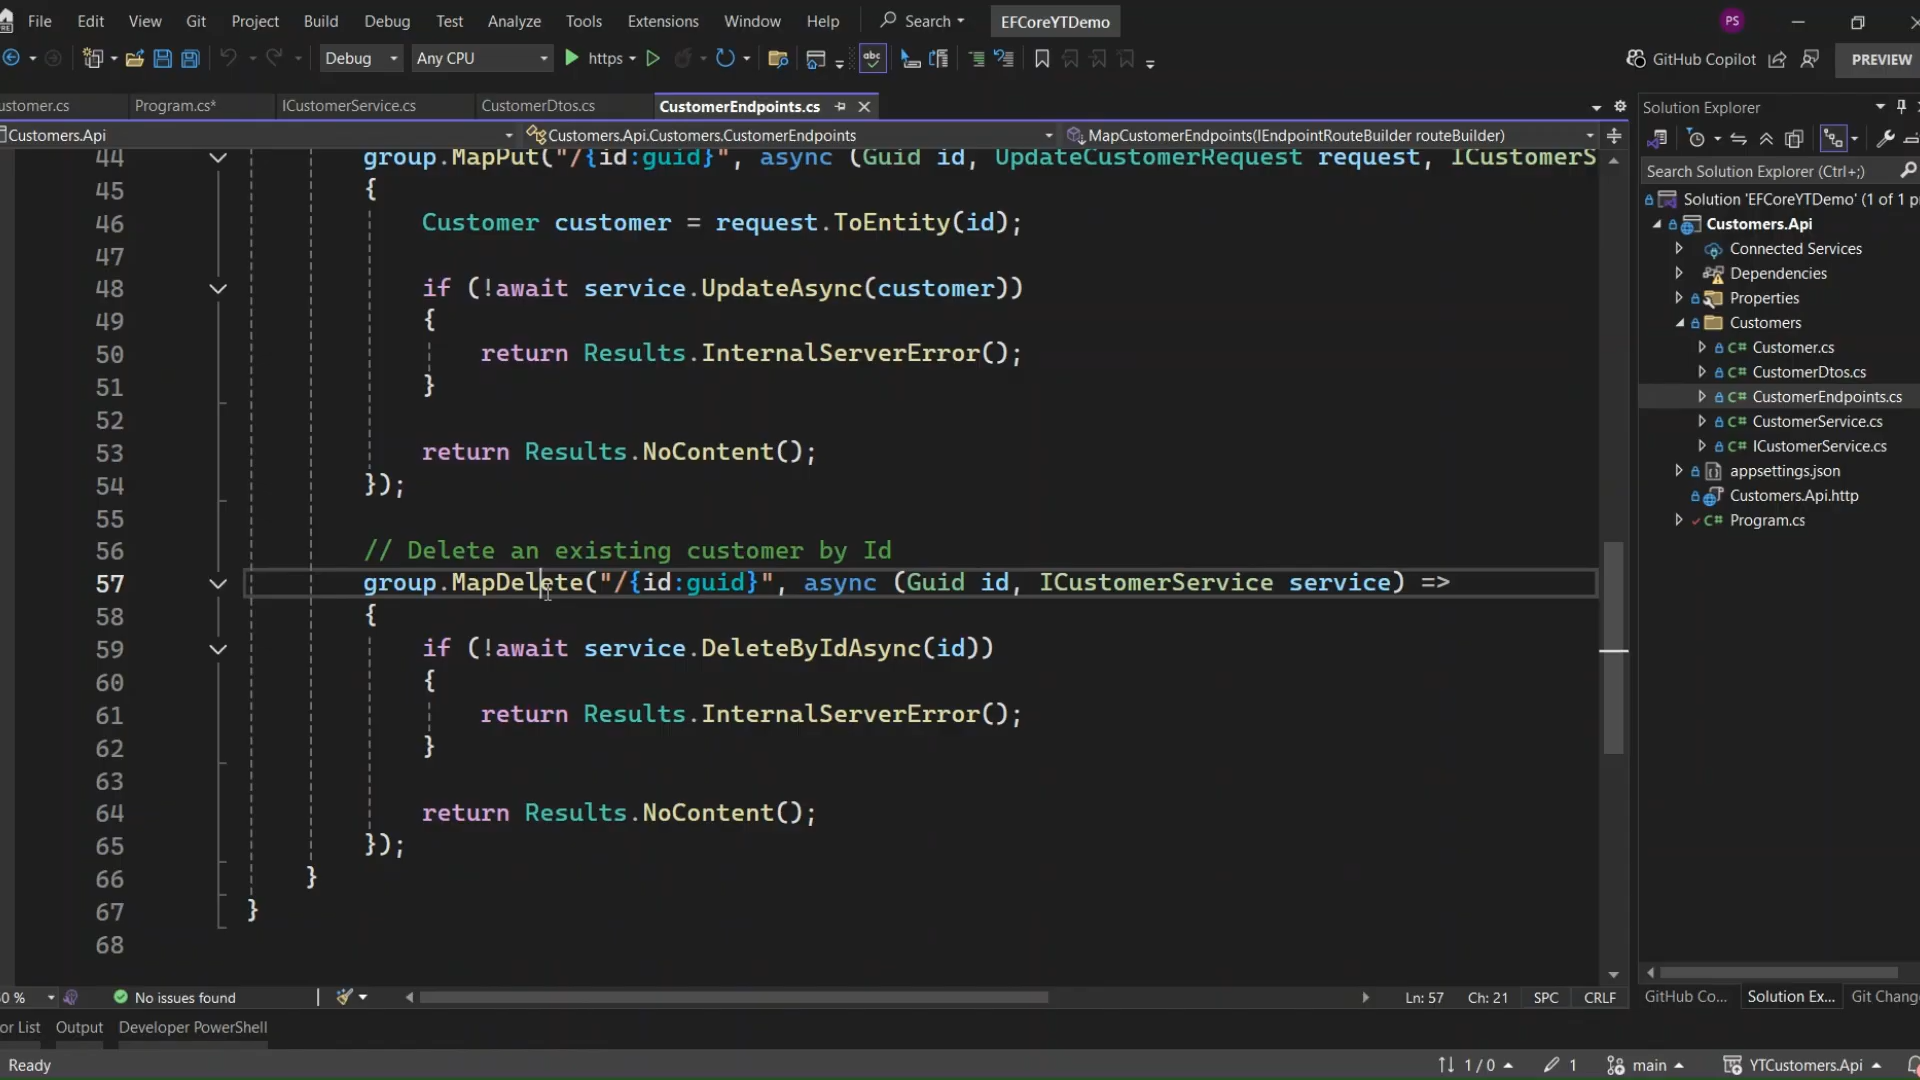 File Edit View Git Project Build Debug Test Analyze Tools Extensions Window Help Search EFCoreYTDemo PS
Debug Any CPU https abc GitHub Copilot PREVIEW
ustomer.cs Program.cs* ICustomerService.cs CustomerDtos.cs CustomerEndpoints.cs
Customers.Api Customers.Api.Customers.CustomerEndpoints MapCustomerEndpoints(IEndpointRouteBuilder routeBuilder)
44 group.MapPut("/{id:guid}", async (Guid id, UpdateCustomerRequest request, ICustomerS
45 {
46 Customer customer = request.ToEntity(id);
47
48 if (!await service.UpdateAsync(customer))
49 {
50 return Results.InternalServerError();
51 }
52
53 return Results.NoContent();
54 });
55
56 // Delete an existing customer by Id
57 group.MapDelete("/{id:guid}", async (Guid id, ICustomerService service) =>
58 {
59 if (!await service.DeleteByIdAsync(id))
60 {
61 return Results.InternalServerError();
62 }
63
64 return Results.NoContent();
65 });
66 }
67 }
68
Solution Explorer
Search Solution Explorer (Ctrl+;)
Solution 'EFCoreYTDemo' (1 of 1 p
Customers.Api
Connected Services
Dependencies
Properties
Customers
C# Customer.cs
C# CustomerDtos.cs
C# CustomerEndpoints.cs
C# CustomerService.cs
C# ICustomerService.cs
appsettings.json
Customers.Api.http
C# Program.cs
0 % No issues found Ln: 57 Ch: 21 SPC CRLF
GitHub Co... Solution Ex... Git Chang
or List Output Developer PowerShell
Ready 1 / 0 1 main YTCustomers.Api